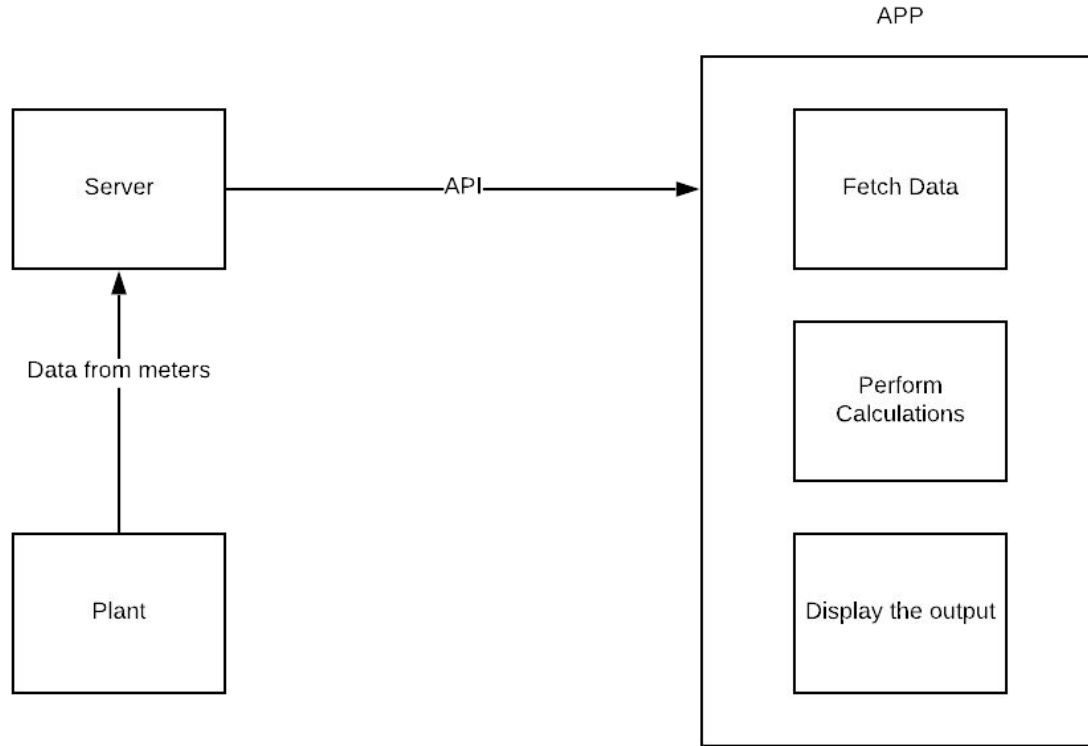 APP
Server
API
Fetch Data
Data from meters
Perform
Calculations
Plant
Display the output